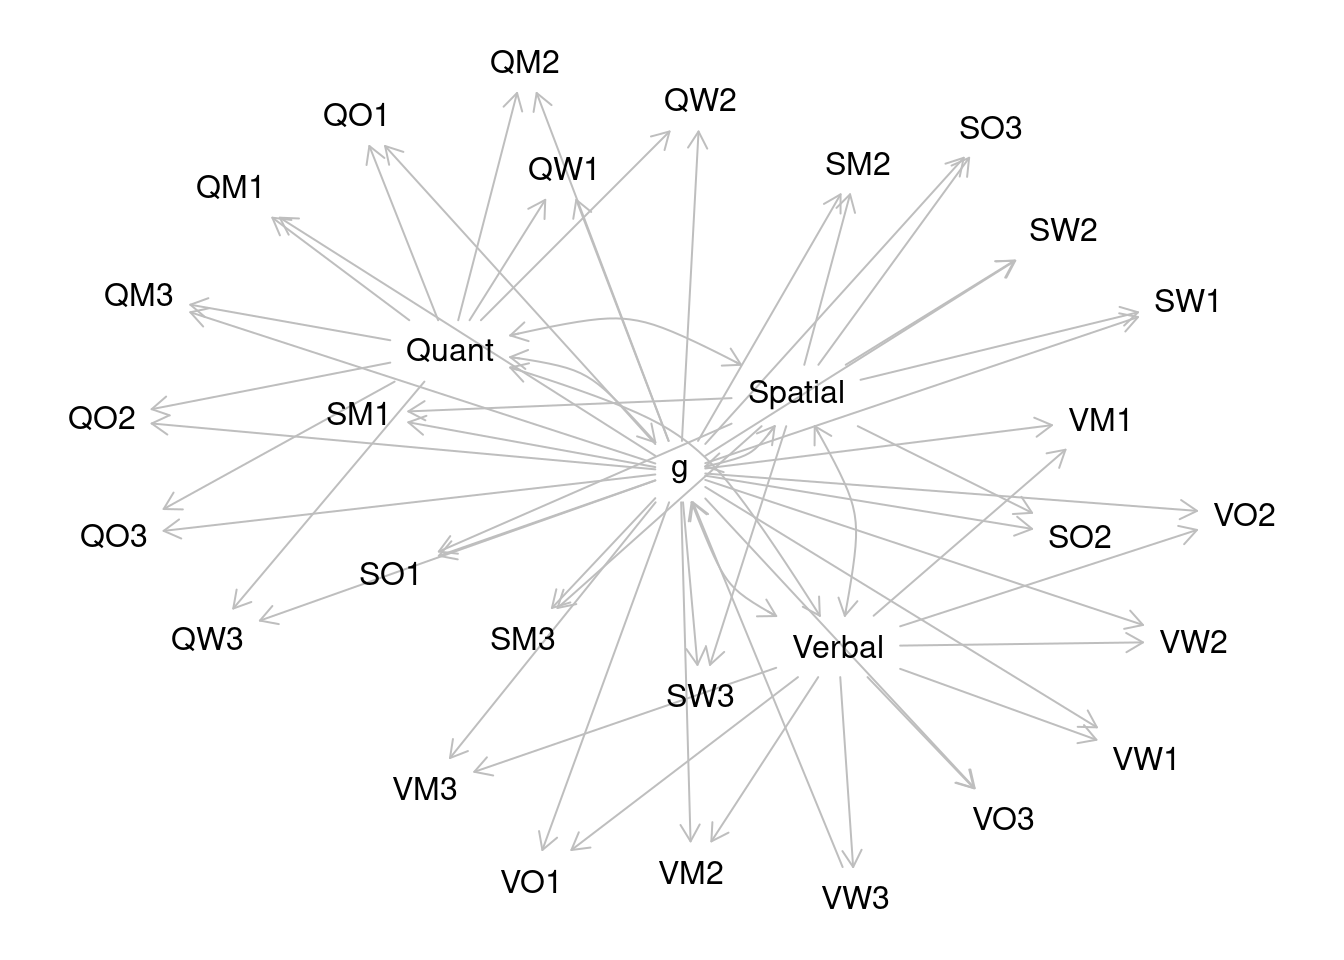 QM2
QW2
QO1
SO3
SM2
QW1
QM1
SW2
QM3
SW1
Quant
Spatial
SM1
QO2
VM1
g
VO2
QO3
SO2
SO1
QW3
SM3
VW2
Verbal
SW3
VW1
VM3
VO3
VO1
VM2
VW3